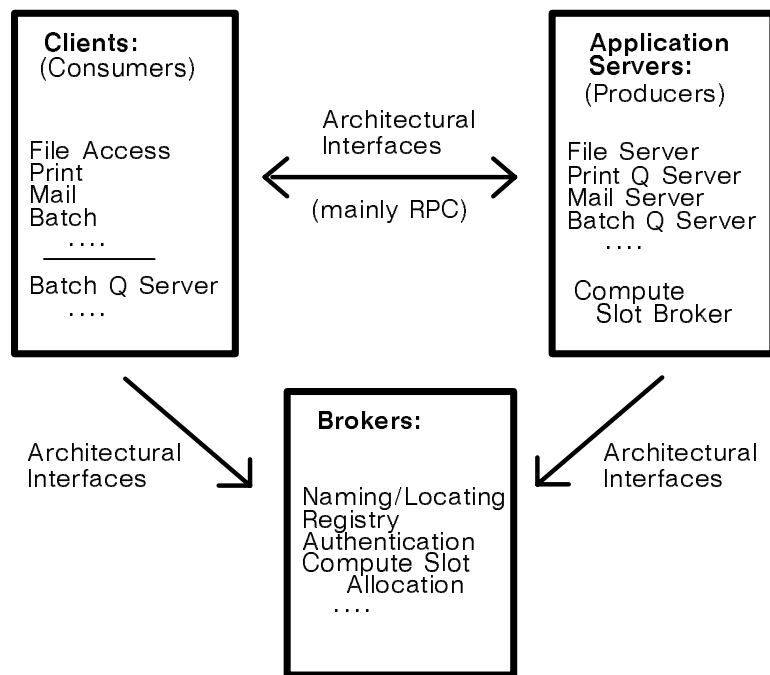 Clients:
(Consumers)
File Access
Print
Mail
Batch
....
Batch Q Server
....
Architectural
Interfaces
(mainly RPC)
Application
Servers:
(Producers)
File Server
Print Q Server
Mail Server
Batch Q Server
....
Compute
Slot Broker
Architectural
Interfaces
Brokers:
Naming/Locating
Registry
Authentication
Compute Slot
Allocation
....
Architectural
Interfaces